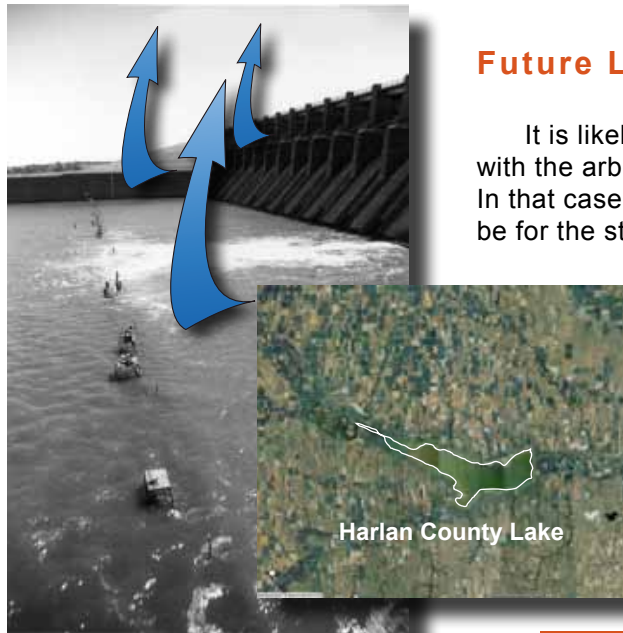 Future L
It is likel
with the arb
In that case
be for the st
Harlan County Lake